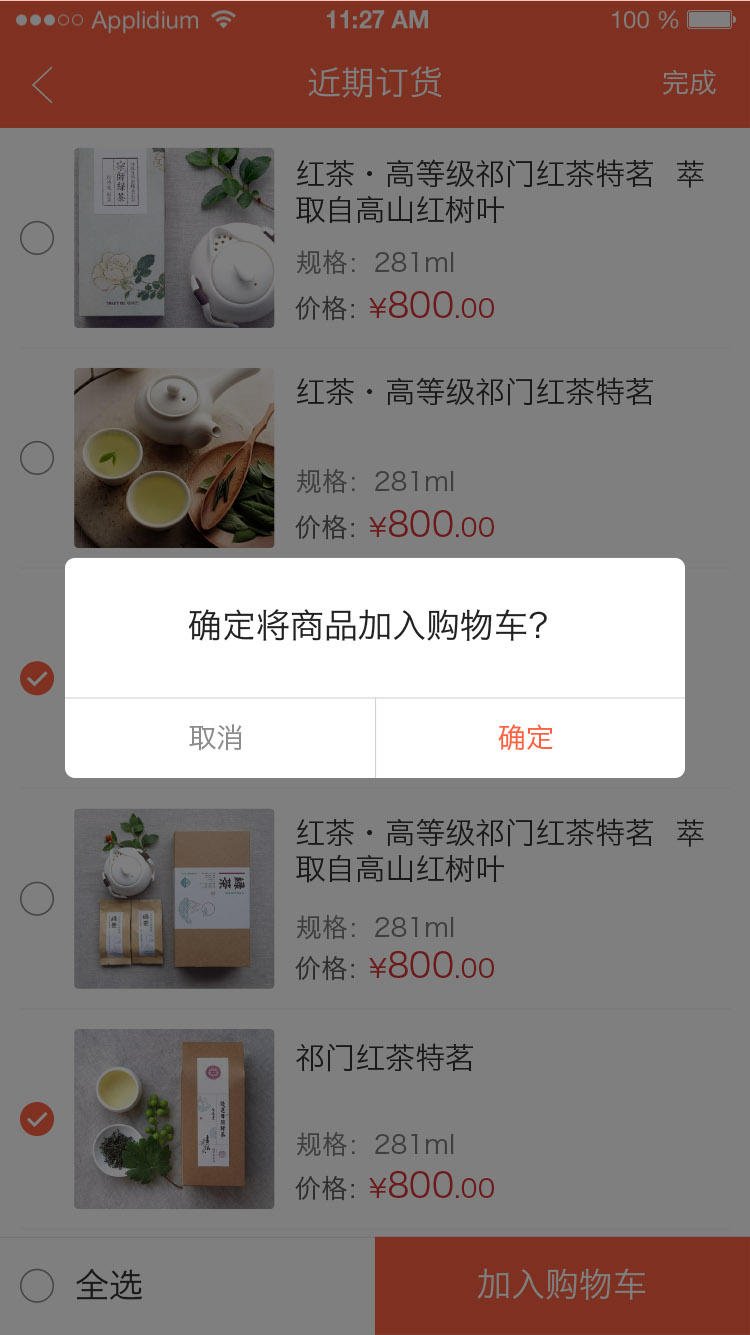 Applidium
11:27 AM
100 %
近期订货
完成
红茶·高等级祁门红茶特茗 萃
取自高山红树叶
规格：281ml
价格：¥800.00
红茶·高等级祁门红茶特茗
规格：281ml
价格：¥800.00
确定将商品加入购物车?
取消
确定
綠茶
红茶·高等级祁门红茶特茗 萃
取自高山红树叶
规格：281ml
价格：¥800.00
祁门红茶特茗
规格：281ml
价格：¥800.00
全选
加入购物车